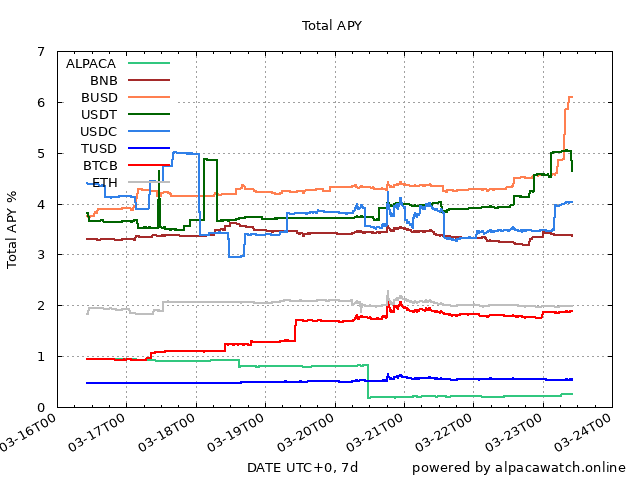 Total APY
Total APY %
7
6
5
4
3
2
1
0
ALPACA
BNB
BUSD
USDT
USDC
TUSD
BTCB
ETH
03-16T00
03-17T00
03-18T00
03-19T00
03-20T00
03-21T00
03-22T00
03-23T00
03-24T00
DATE UTC+0, 7d
powered by alpacawatch.online